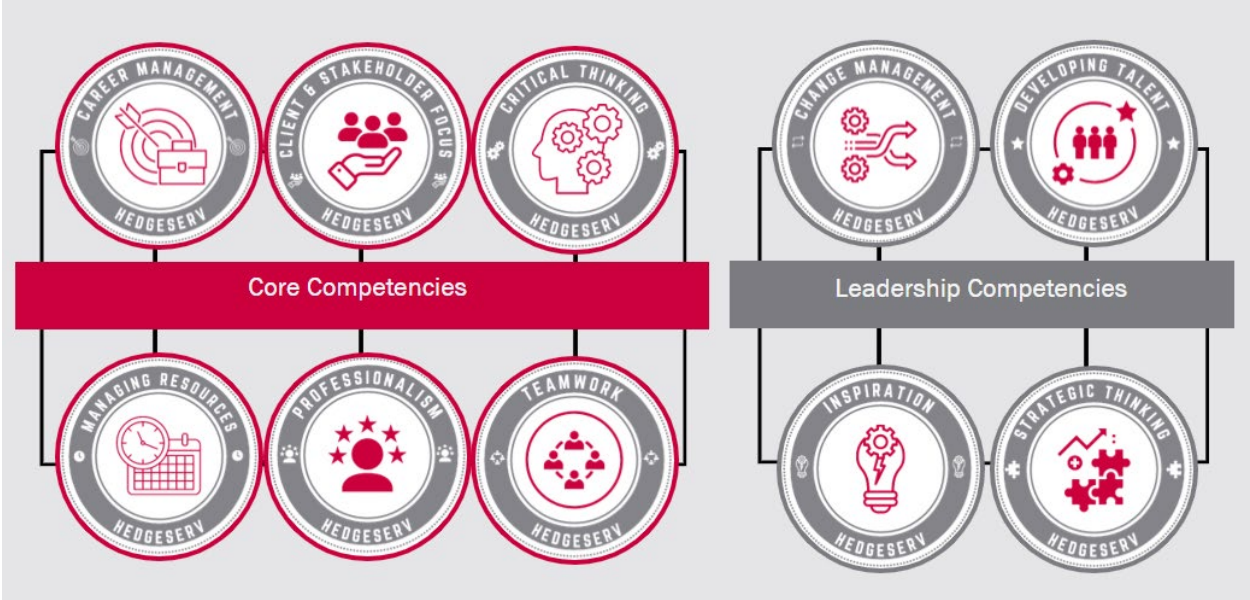 CAREER MANAGEMENT
HEDGESERV
CLIENT & STAKEHOLDER FOCUS
HEDGESERV
CRITICAL THINKING
HEDGESERV
Core Competencies
MANAGING RESOURCES
HEDGESERV
PROFESSIONALISM
HEDGESERV
TEAMWORK
HEDGESERV
CHANGE MANAGEMENT
HEDGESERV
DEVELOPING TALENT
HEDGESERV
Leadership Competencies
INSPIRATION
HEDGESERV
STRATEGIC THINKING
HEDGESERV